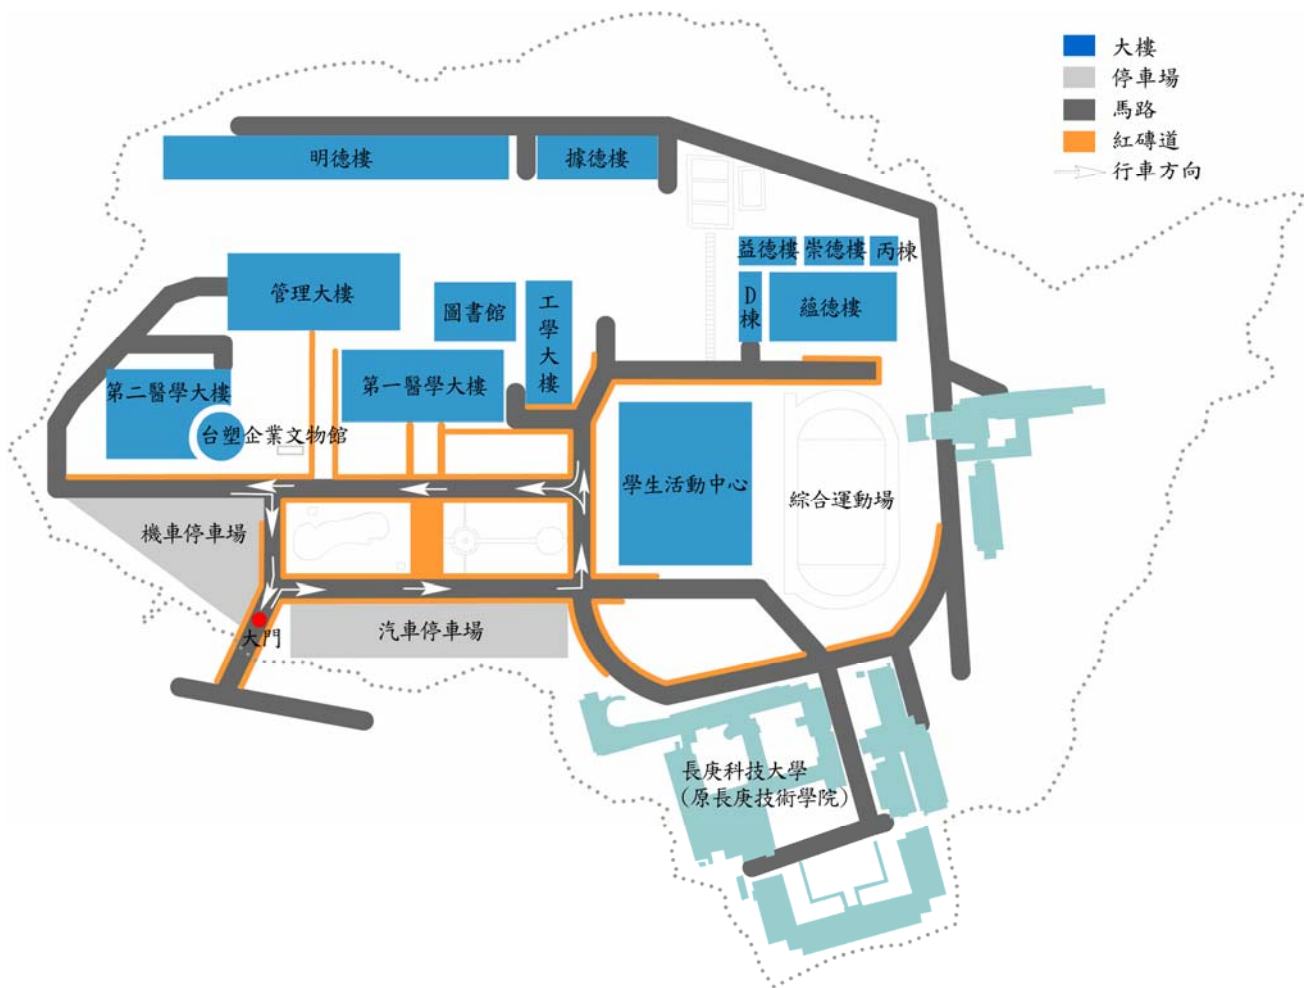 大樓
停車場
馬路
紅磚道
行車方向
明德樓
據德樓
益德樓
崇德樓
丙棟
管理大樓
圖書館
工學大樓
D棟
蘊德樓
第二醫學大樓
第一醫學大樓
台塑企業文物館
學生活動中心
綜合運動場
機車停車場
汽車停車場
大門
長庚科技大學
（原長庚技術學院）